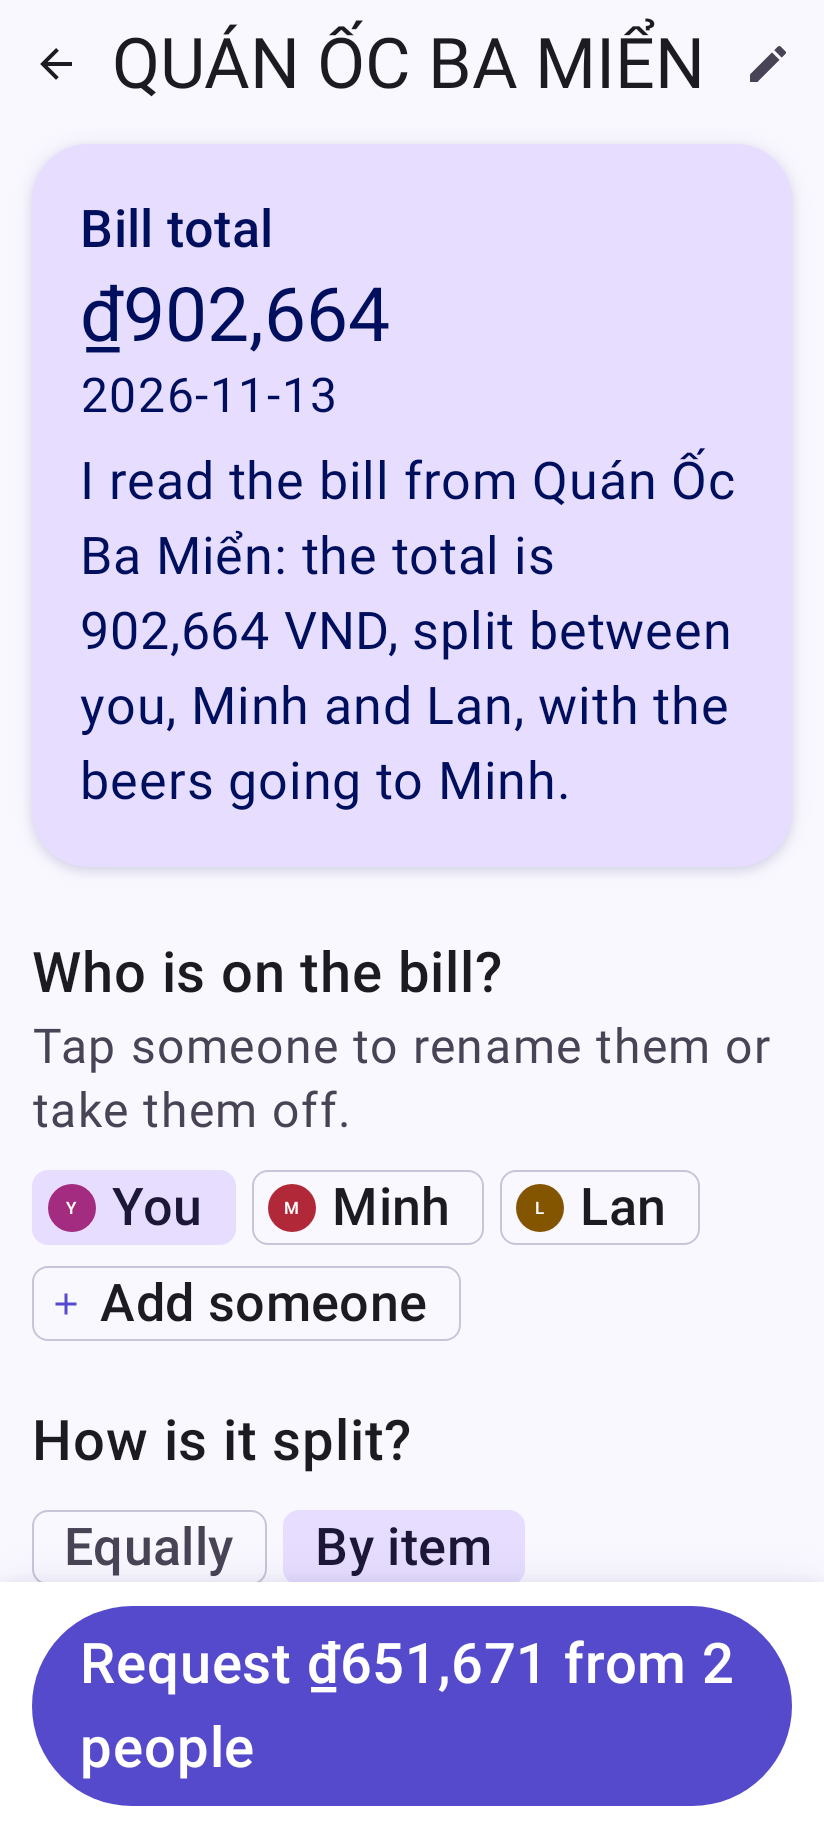 QUÁN ỐC BA MIỂN
Bill total
₫902,664
2026-11-13
I read the bill from Quán Ốc
Ba Miển: the total is
902,664 VND, split between
you, Minh and Lan, with the
beers going to Minh.
Who is on the bill?
Tap someone to rename them or
take them off.
Y You M Minh L Lan
+ Add someone
How is it split?
Equally By item
Request ₫651,671 from 2
people